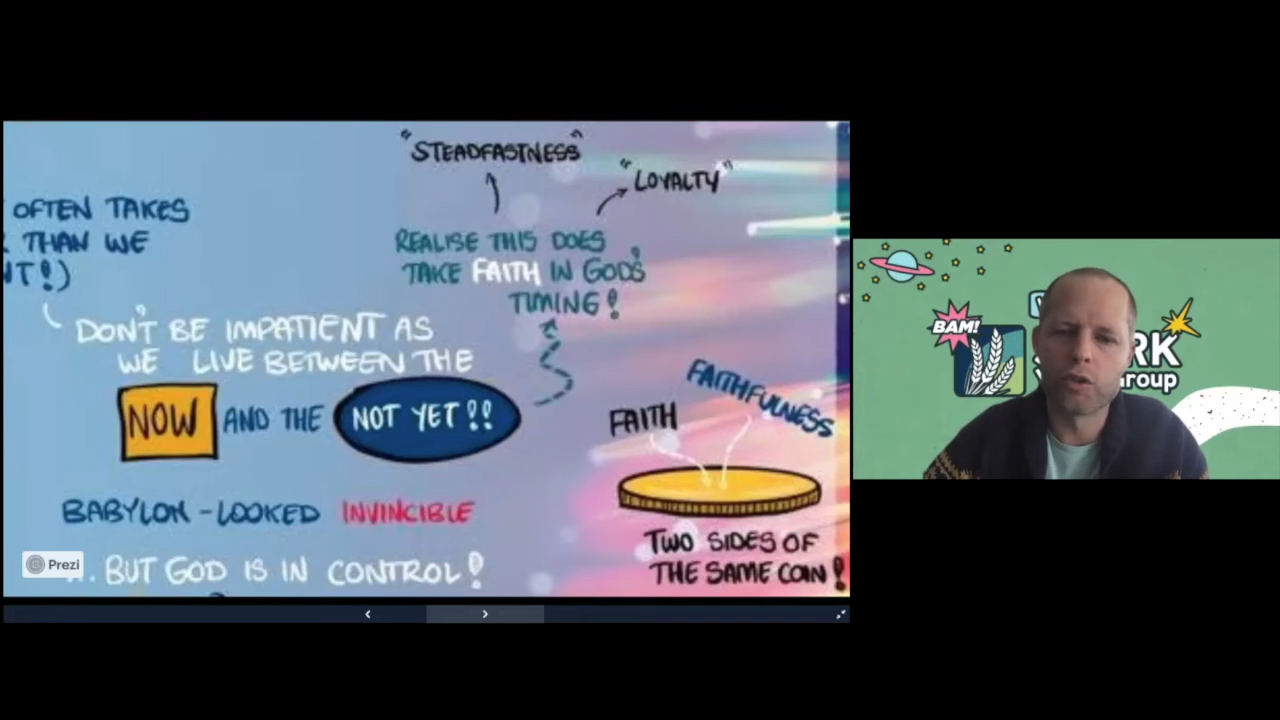 "STEADFASTNESS"
"LOYALTY"
OFTEN TAKES
THAN WE
NT!)
REALISE THIS DOES
TAKE FAITH IN GOD'S
TIMING!
DON'T BE IMPATIENT AS
WE LIVE BETWEEN THE
NOW AND THE NOT YET!!
FAITH
FAITHFULNESS
BABYLON - LOOKED INVINCIBLE
TWO SIDES OF
THE SAME COIN!
Prezi
.. BUT GOD IS IN CONTROL!
BAM!
RK
roup